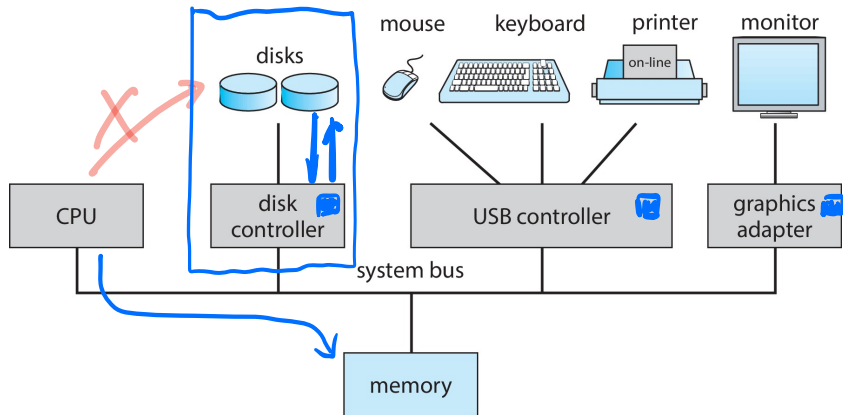 mouse
keyboard
printer
monitor
disks
on-line
CPU
disk
controller
USB controller
graphics
adapter
system bus
memory